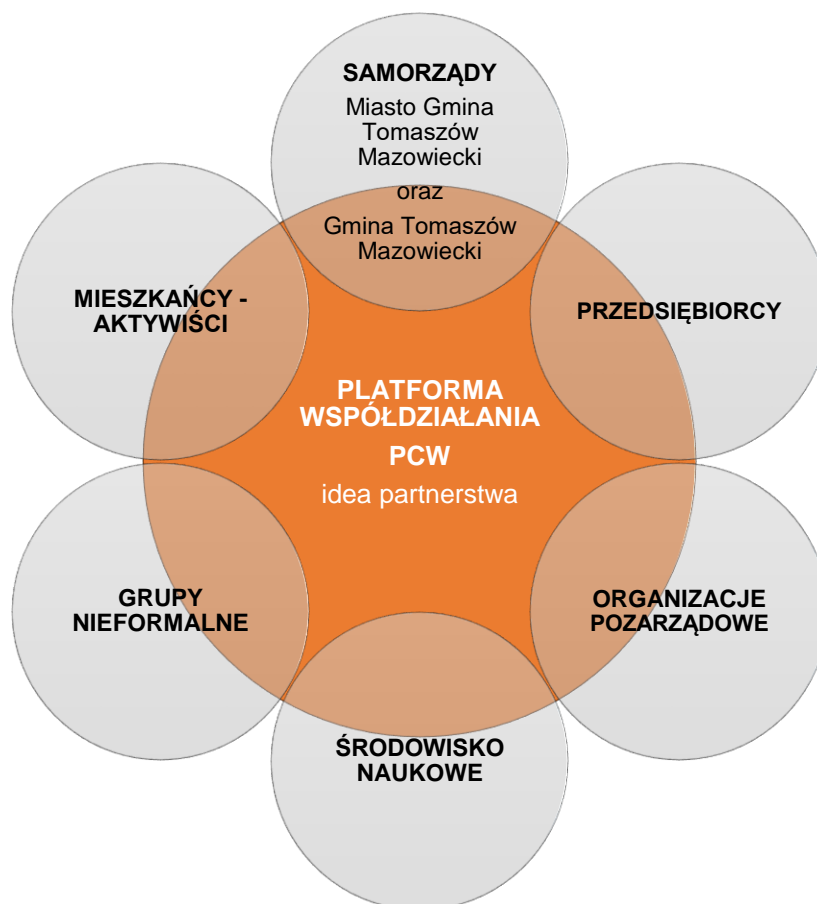 SAMORZĄDY
Miasto Gmina
Tomaszów
Mazowiecki
oraz
Gmina Tomaszów
Mazowiecki
MIESZKAŃCY -
AKTYWIŚCI
PRZEDSIĘBIORCY
PLATFORMA
WSPÓŁDZIAŁANIA
PCW
idea partnerstwa
GRUPY
NIEFORMALNE
ORGANIZACJE
POZARZĄDOWE
ŚRODOWISKO
NAUKOWE